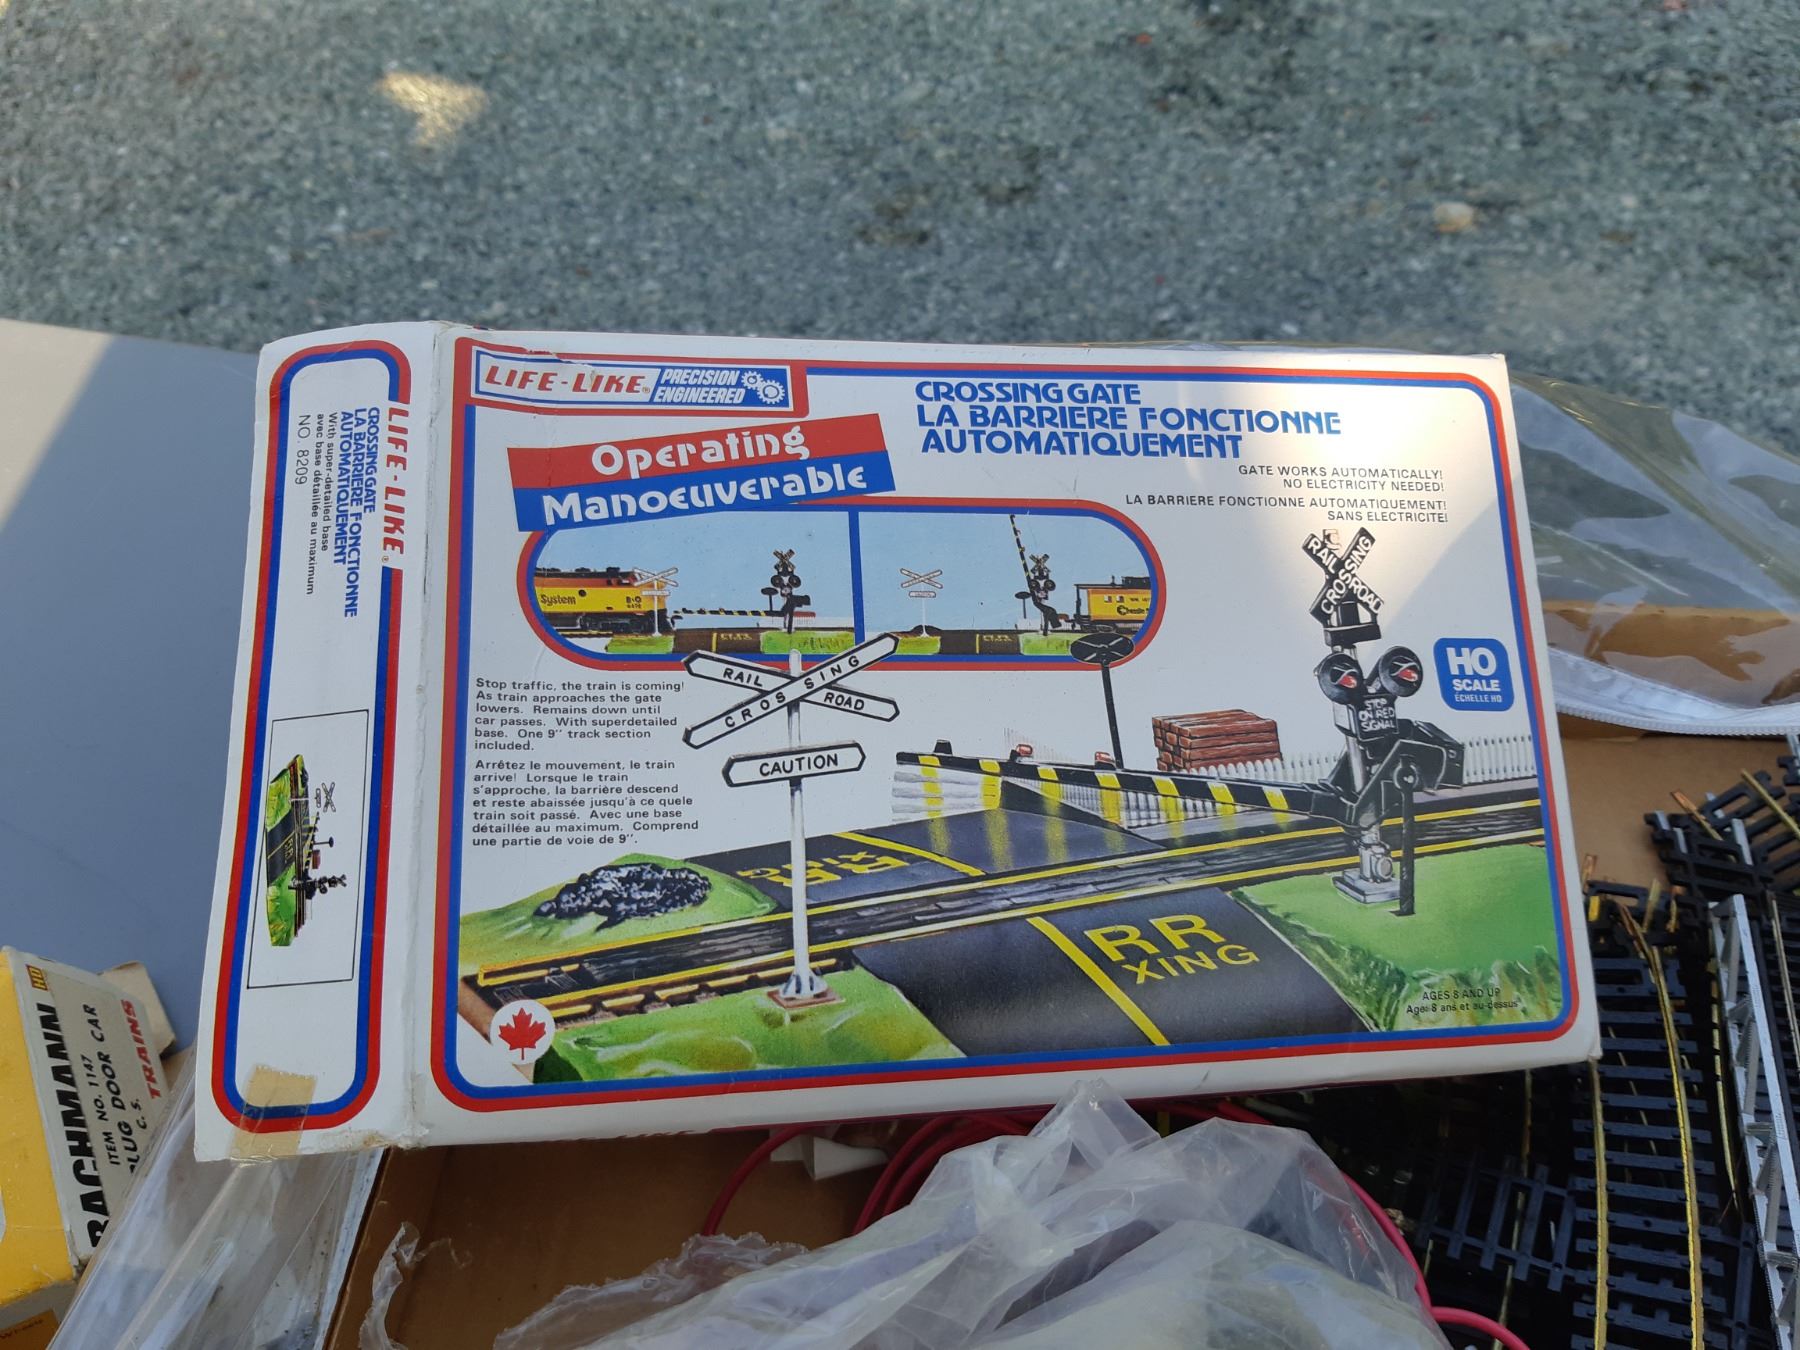 LIFE-LIKE®
PRECISION
ENGINEERED
CROSSING GATE
LA BARRIERE FONCTIONNE
AUTOMATIQUEMENT
Operating
Manoeuverable
GATE WORKS AUTOMATICALLY!
NO ELECTRICITY NEEDED!
LA BARRIERE FONCTIONNE AUTOMATIQUEMENT!
SANS ELECTRICITE!
System
B&O
RAILROAD
CROSSING
STOP
ON RED
SIGNAL
HO
SCALE
ECHELLE HO
Stop traffic, the train is coming!
As train approaches the gate
lowers. Remains down until
car passes. With superdetailed
base. One 9" track section
included.
Arrêtez le mouvement, le train
arrive! Lorsque le train
s'approche, la barrière descend
et reste abaissée jusqu'à ce quele
train soit passé. Avec une base
détaillée au maximum. Comprend
une partie de voie de 9".
RAIL ROAD
CROSSING
CAUTION
RR
XING
RR
XING
AGES 8 AND UP
Age: 8 ans et au-dessus
LIFE-LIKE®
CROSSING GATE
LA BARRIERE FONCTIONNE
AUTOMATIQUEMENT
With super-detailed base
avec base détaillée au maximum
NO. 8209
BACHMANN HO
ITEM NO. 1147
PLUG DOOR CAR
C. S.
TRAINS